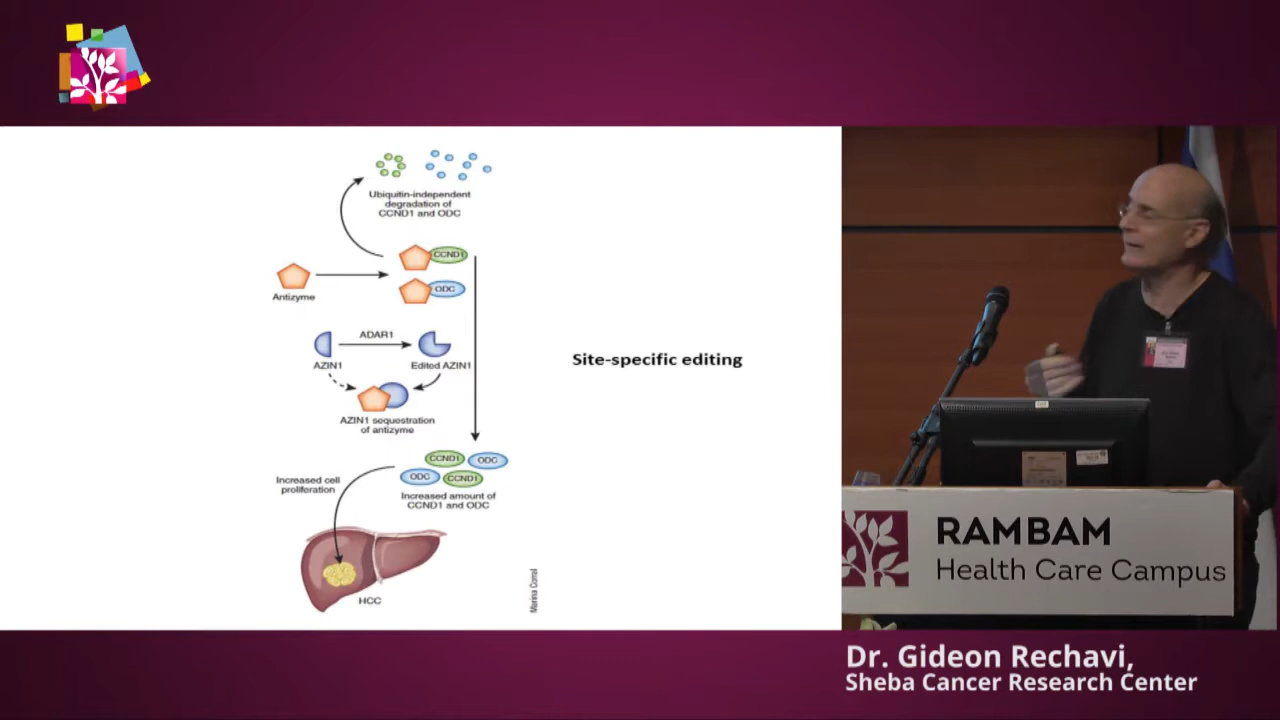 Ubiquitin-independent
degradation of
CCND1 and ODC
CCND1
Antizyme
ODC
ADAR1
AZIN1
Edited AZIN1
AZIN1 sequestration
of antizyme
Site-specific editing
CCND1
ODC
ODC
CCND1
Increased cell
proliferation
Increased amount of
CCND1 and ODC
HCC
RAMBAM
Health Care Campus
Dr. Gideon Rechavi,
Sheba Cancer Research Center